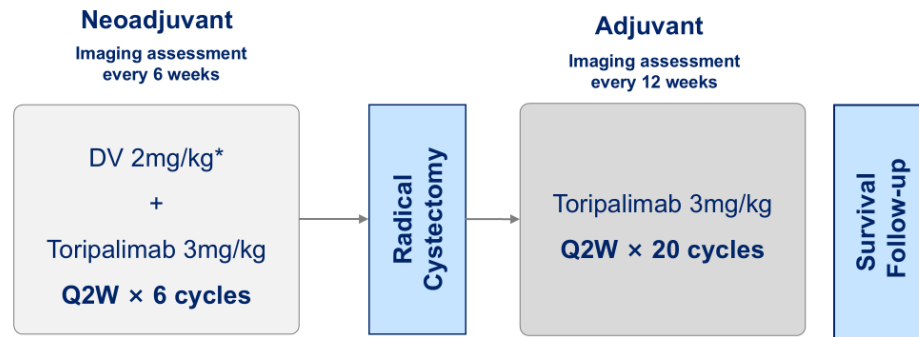 Neoadjuvant
Imaging assessment
every 6 weeks
DV 2mg/kg*
+
Toripalimab 3mg/kg
Q2W × 6 cycles
Radical
Cystectomy
Adjuvant
Imaging assessment
every 12 weeks
Toripalimab 3mg/kg
Q2W × 20 cycles
Survival
Follow-up